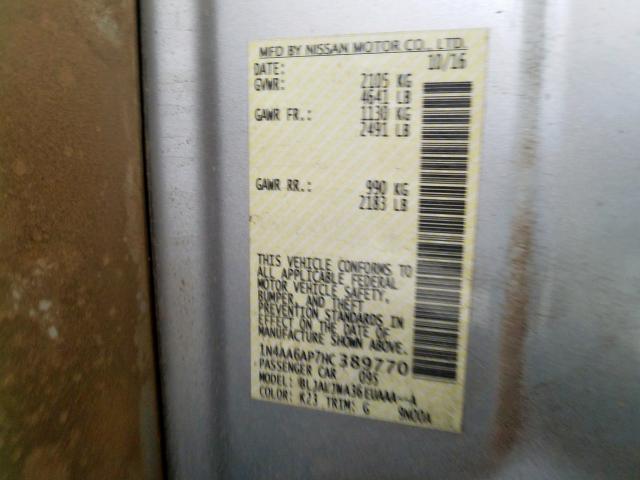 MFD BY NISSAN MOTOR CO., LTD.
DATE: 10/16
GVWR: 2105 KG
4641 LB
GAWR FR.: 1130 KG
2491 LB
GAWR RR.: 990 KG
2183 LB
THIS VEHICLE CONFORMS TO
ALL APPLICABLE FEDERAL
MOTOR VEHICLE SAFETY,
BUMPER, AND THEFT
PREVENTION STANDARDS IN
EFFECT ON THE DATE OF
MANUFACTURE SHOWN ABOVE.
1N4AA6AP7HC389770
PASSENGER CAR 095
MODEL:
COLOR: K23 TRIM: G 9N00A